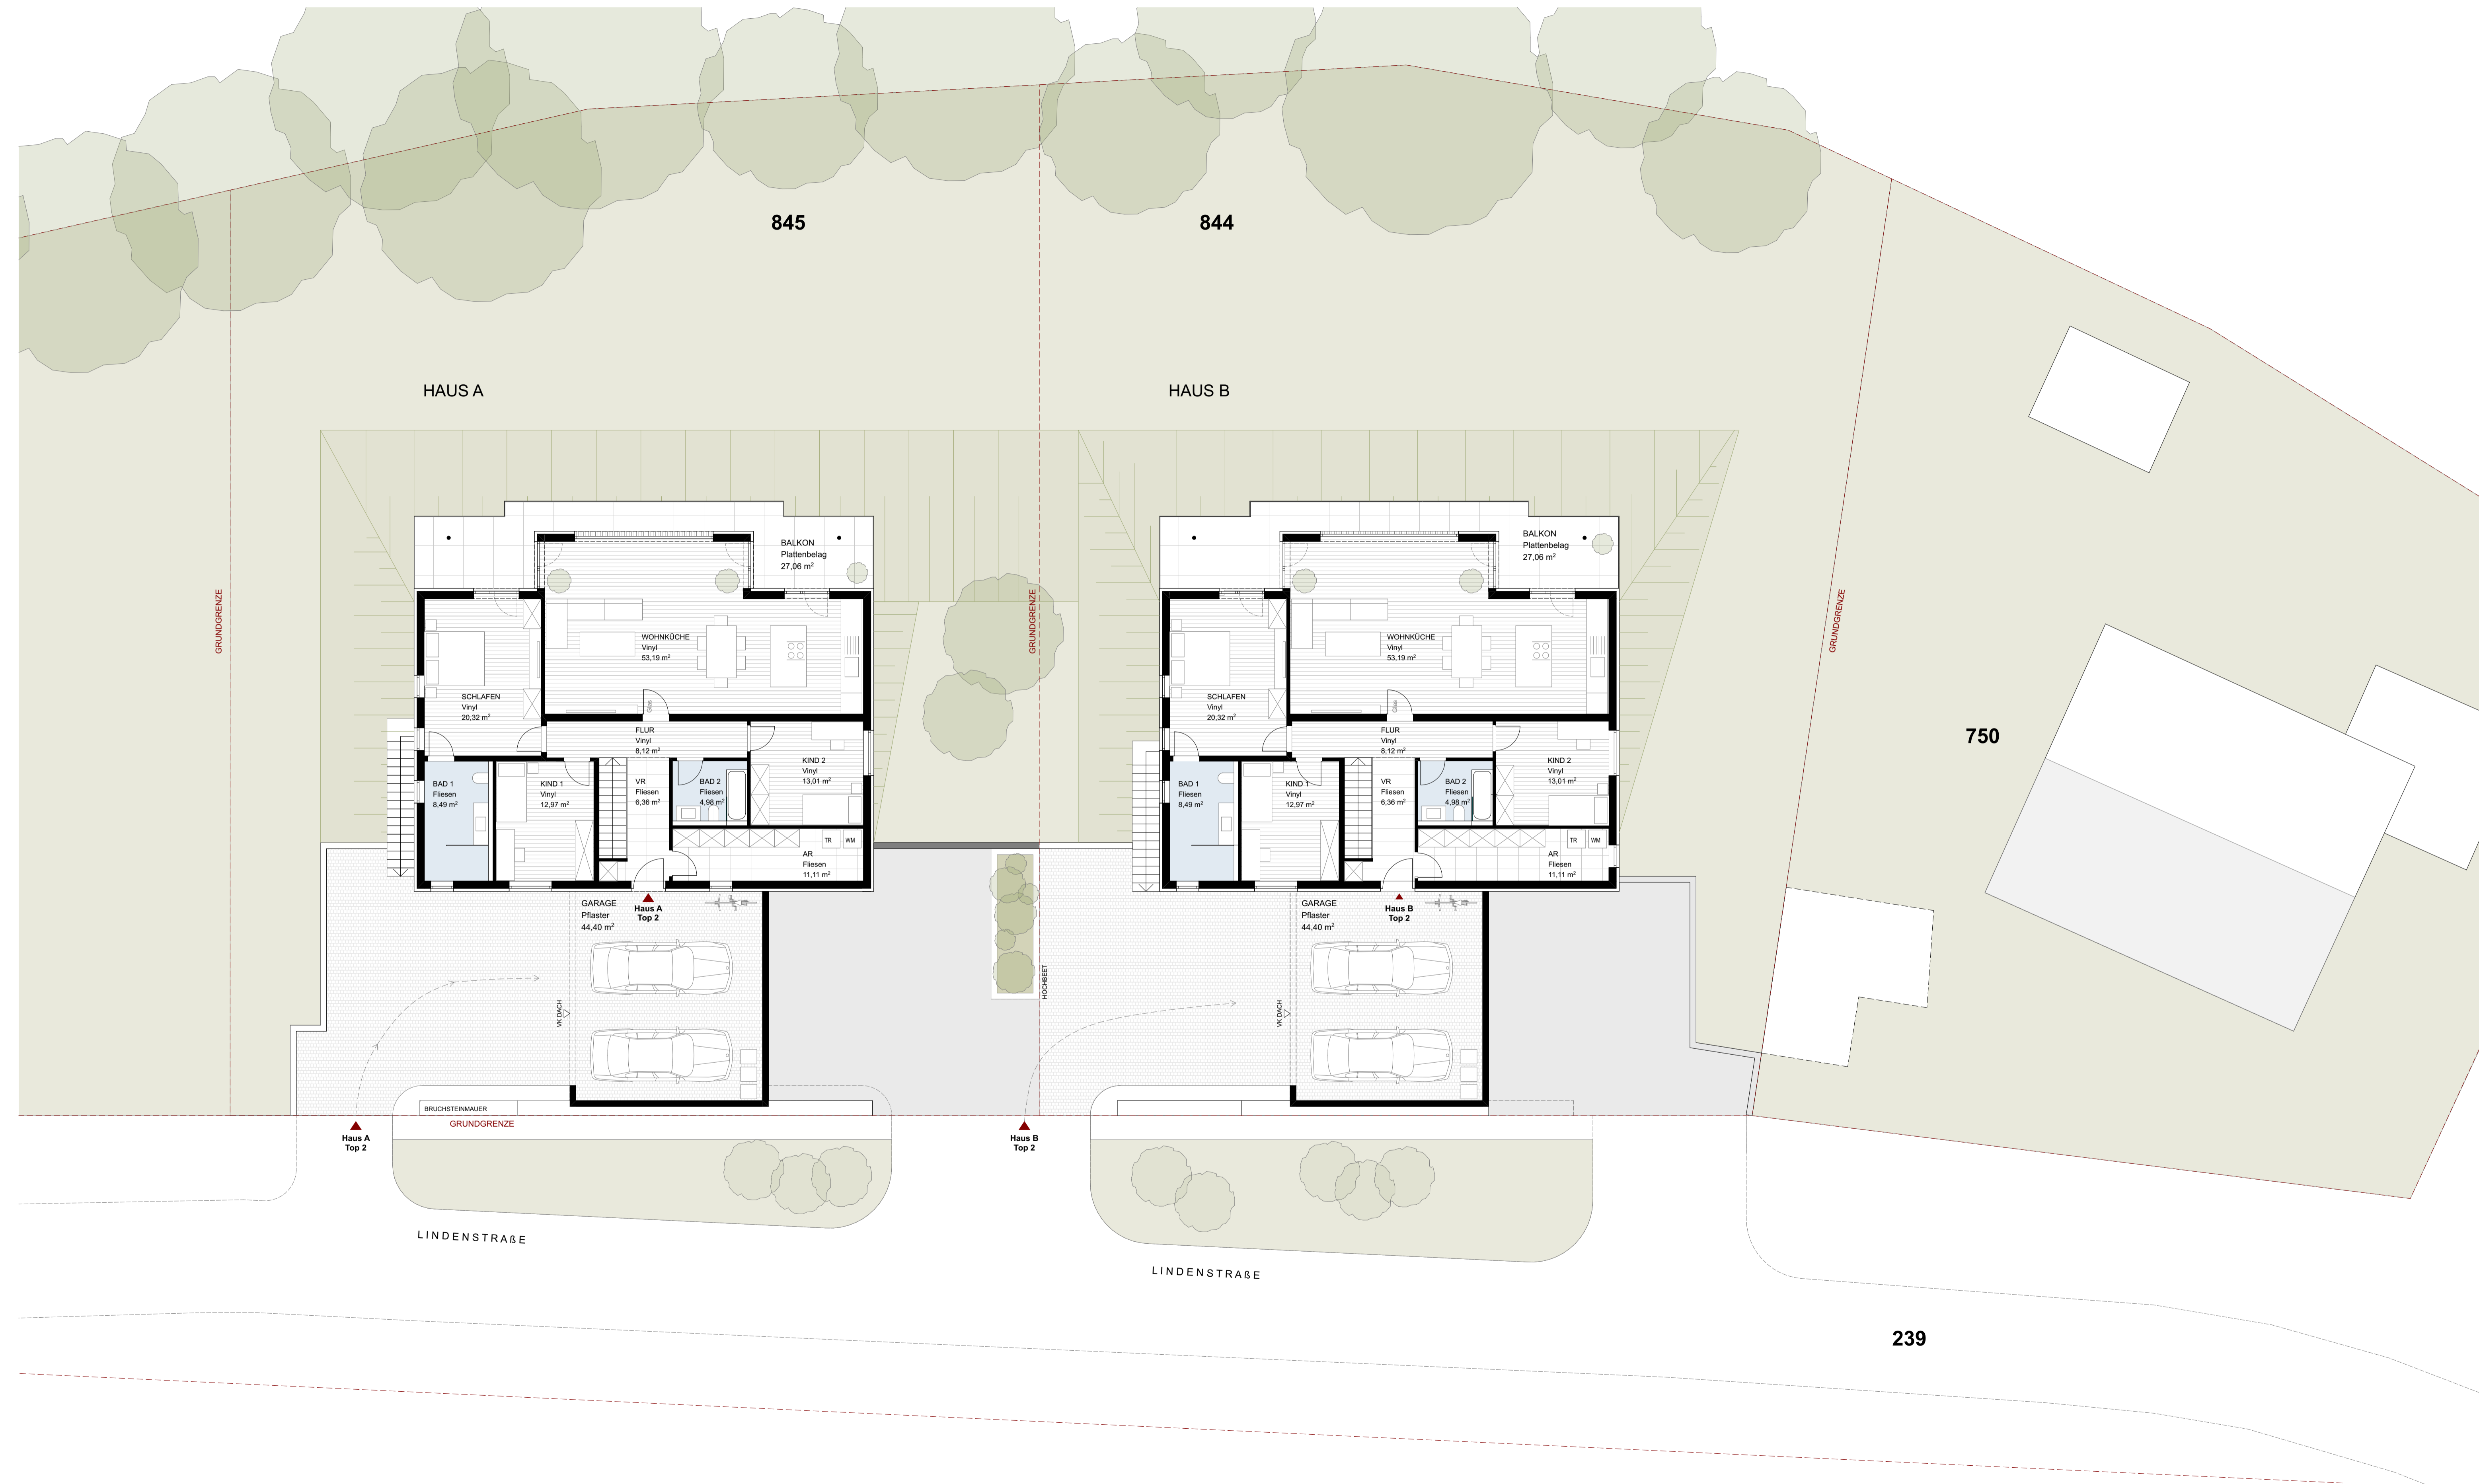 845
844
HAUS A
HAUS B
GRUNDGRENZE
GRUNDGRENZE
GRUNDGRENZE
750
BALKON
Plattenbelag
27,06 m²
WOHNKÜCHE
Vinyl
53,19 m²
Glas
SCHLAFEN
Vinyl
20,32 m²
FLUR
Vinyl
8,12 m²
KIND 2
Vinyl
13,01 m²
BAD 1
Fliesen
8,49 m²
KIND 1
Vinyl
12,97 m²
VR
Fliesen
6,36 m²
BAD 2
Fliesen
4,98 m²
TR
WM
AR
Fliesen
11,11 m²
GARAGE
Pflaster
44,40 m²
Haus A
Top 2
VK DACH
HOCHBEET
BALKON
Plattenbelag
27,06 m²
WOHNKÜCHE
Vinyl
53,19 m²
Glas
SCHLAFEN
Vinyl
20,32 m²
FLUR
Vinyl
8,12 m²
KIND 2
Vinyl
13,01 m²
BAD 1
Fliesen
8,49 m²
KIND 1
Vinyl
12,97 m²
VR
Fliesen
6,36 m²
BAD 2
Fliesen
4,98 m²
TR
WM
AR
Fliesen
11,11 m²
GARAGE
Pflaster
44,40 m²
Haus B
Top 2
VK DACH
BRUCHSTEINMAUER
GRUNDGRENZE
Haus A
Top 2
Haus B
Top 2
LINDENSTRAßE
LINDENSTRAßE
239